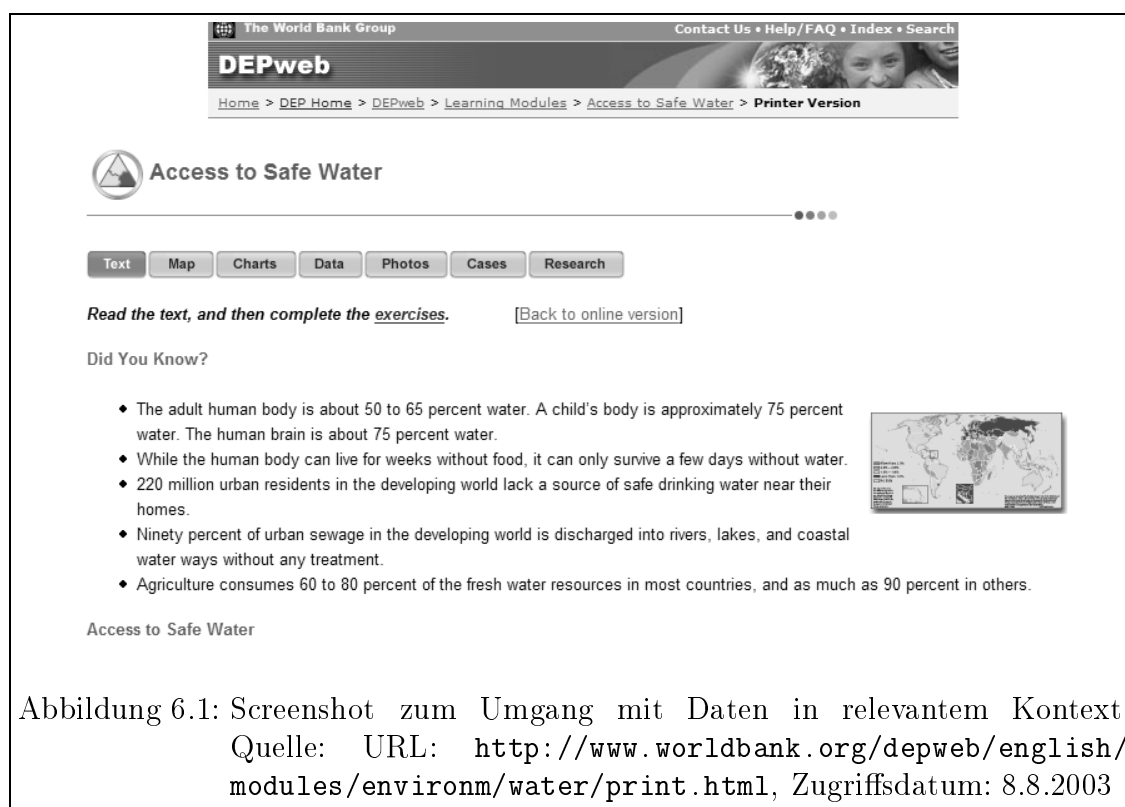 The World Bank Group Contact Us • Help/FAQ • Index • Search
DEPweb
Home > DEP Home > DEPweb > Learning Modules > Access to Safe Water > Printer Version
Access to Safe Water
Text Map Charts Data Photos Cases Research
Read the text, and then complete the exercises. [Back to online version]
Did You Know?
◆ The adult human body is about 50 to 65 percent water. A child's body is approximately 75 percent
water. The human brain is about 75 percent water.
◆ While the human body can live for weeks without food, it can only survive a few days without water.
◆ 220 million urban residents in the developing world lack a source of safe drinking water near their
homes.
◆ Ninety percent of urban sewage in the developing world is discharged into rivers, lakes, and coastal
water ways without any treatment.
◆ Agriculture consumes 60 to 80 percent of the fresh water resources in most countries, and as much as 90 percent in others.
Access to Safe Water
Abbildung 6.1: Screenshot zum Umgang mit Daten in relevantem Kontext
Quelle: URL: http://www.worldbank.org/depweb/english/
modules/environm/water/print.html, Zugriffsdatum: 8.8.2003